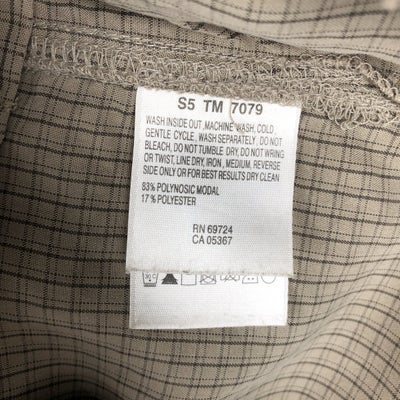 S5 TM 7079
WASH INSIDE OUT, MACHINE WASH, COLD,
GENTLE CYCLE, WASH SEPARATELY, DO NOT
BLEACH, DO NOT TUMBLE DRY, DO NOT WRING
OR TWIST, LINE DRY, IRON, MEDIUM, REVERSE
SIDE ONLY OR FOR BEST RESULTS DRY CLEAN
83% POLYNOSIC MODAL
17% POLYESTER
RN 69724
CA 05367